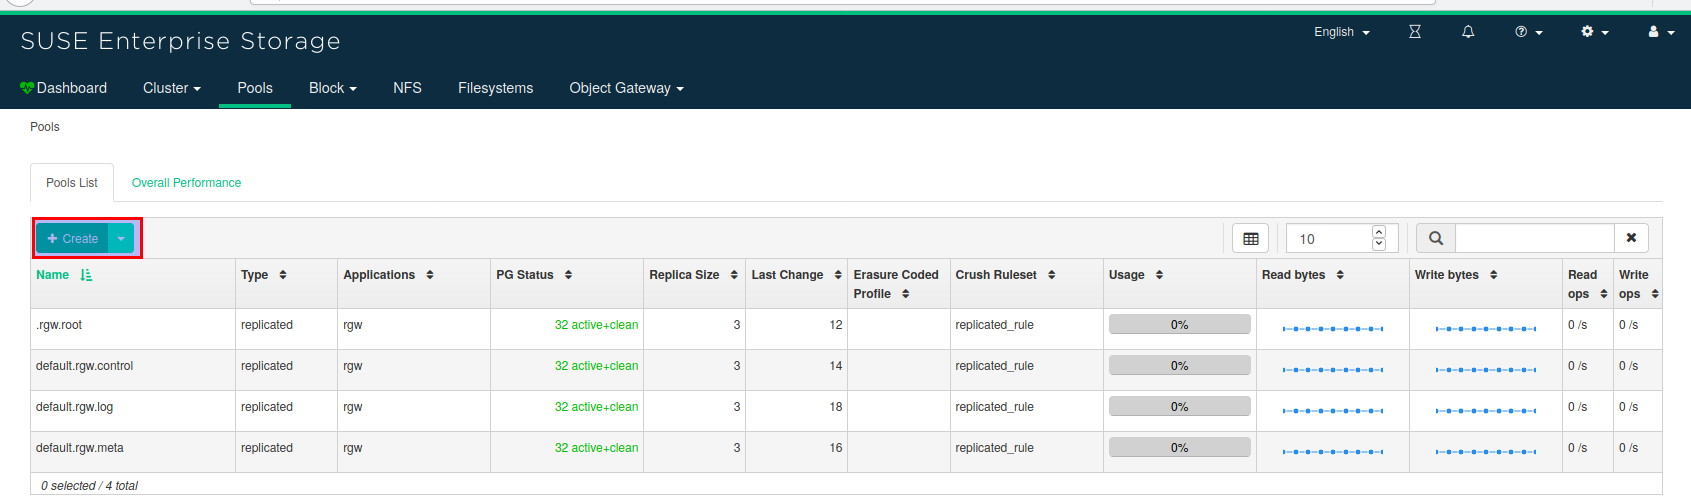 SUSE Enterprise Storage
English
Dashboard Cluster Pools Block NFS Filesystems Object Gateway
Pools
Pools List Overall Performance
+ Create 10
Name Type Applications PG Status Replica Size Last Change Erasure Coded Profile Crush Ruleset Usage Read bytes Write bytes Read ops Write ops
.rgw.root replicated rgw 32 active+clean 3 12 replicated_rule 0% 0 /s 0 /s
default.rgw.control replicated rgw 32 active+clean 3 14 replicated_rule 0% 0 /s 0 /s
default.rgw.log replicated rgw 32 active+clean 3 18 replicated_rule 0% 0 /s 0 /s
default.rgw.meta replicated rgw 32 active+clean 3 16 replicated_rule 0% 0 /s 0 /s
0 selected / 4 total